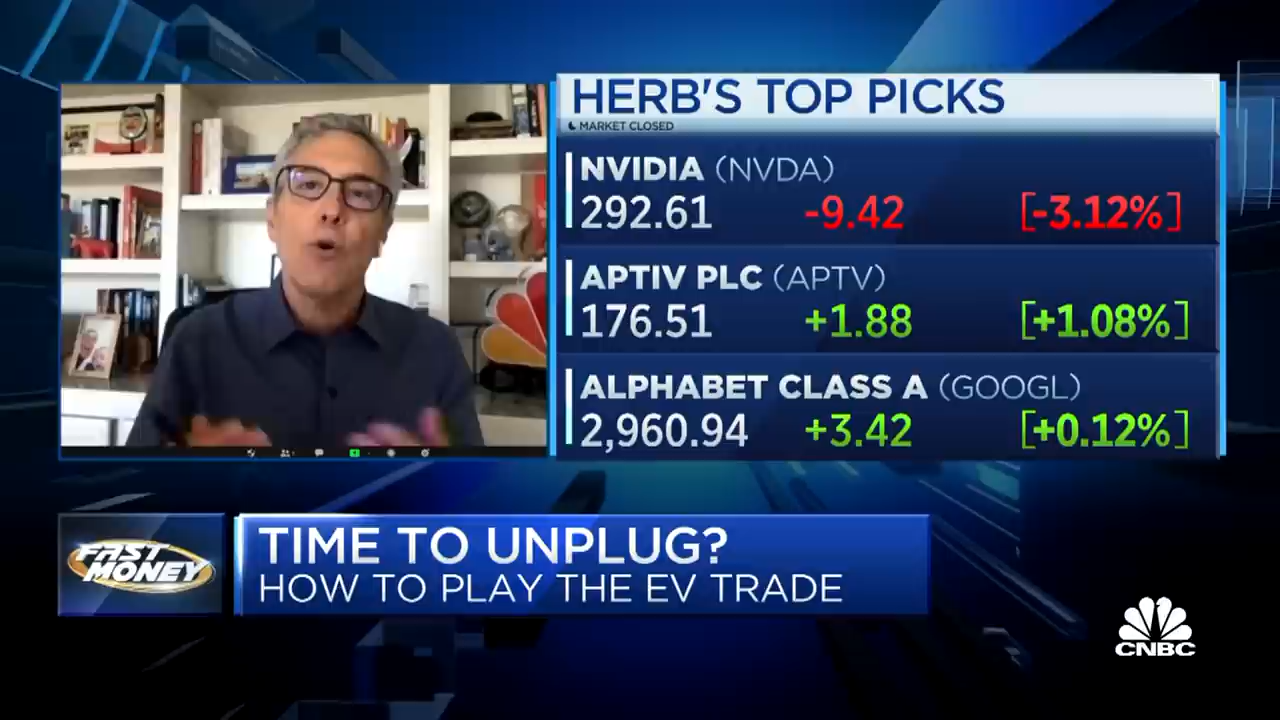 HERB'S TOP PICKS
MARKET CLOSED
NVIDIA (NVDA)
292.61 -9.42 [-3.12%]
APTIV PLC (APTV)
176.51 +1.88 [+1.08%]
ALPHABET CLASS A (GOOGL)
2,960.94 +3.42 [+0.12%]
FAST
MONEY
TIME TO UNPLUG?
HOW TO PLAY THE EV TRADE
CNBC